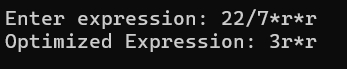 Enter expression: 22/7*r*r
Optimized Expression: 3r*r